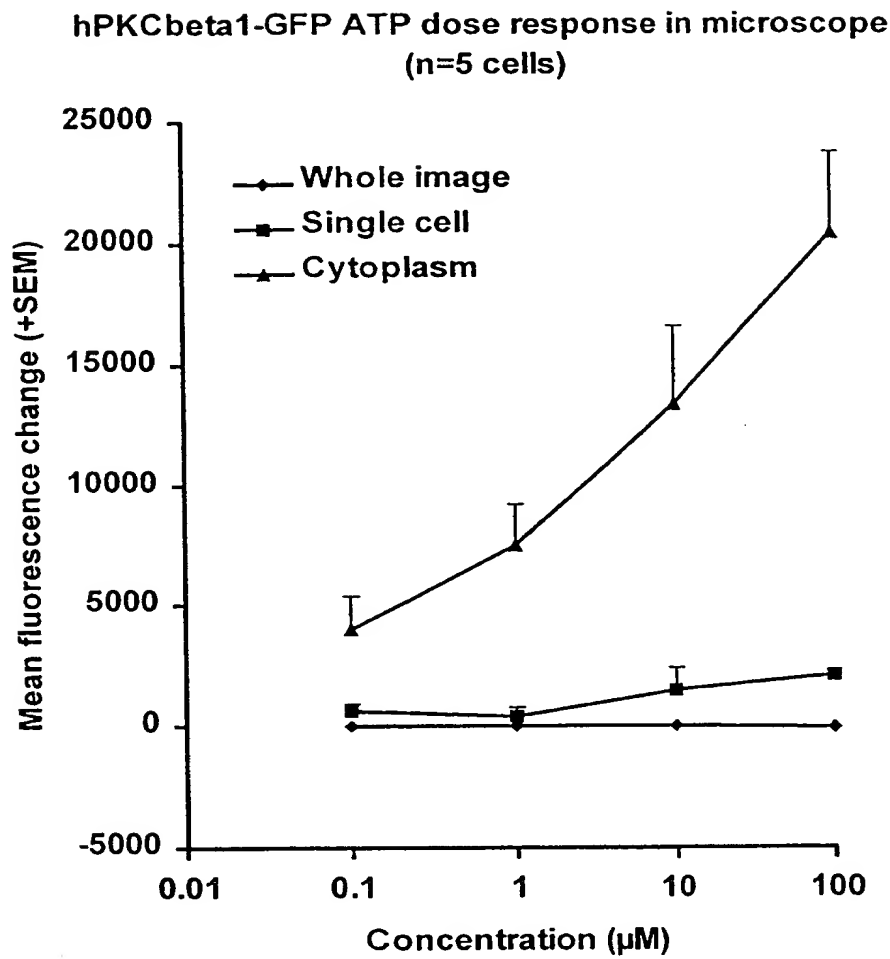 hPKCbeta1-GFP ATP dose response in microscope
(n=5 cells)
Mean fluorescence change (+SEM)
25000
20000
15000
10000
5000
0
-5000
Whole image
Single cell
Cytoplasm
0.01 0.1 1 10 100
Concentration (µM)